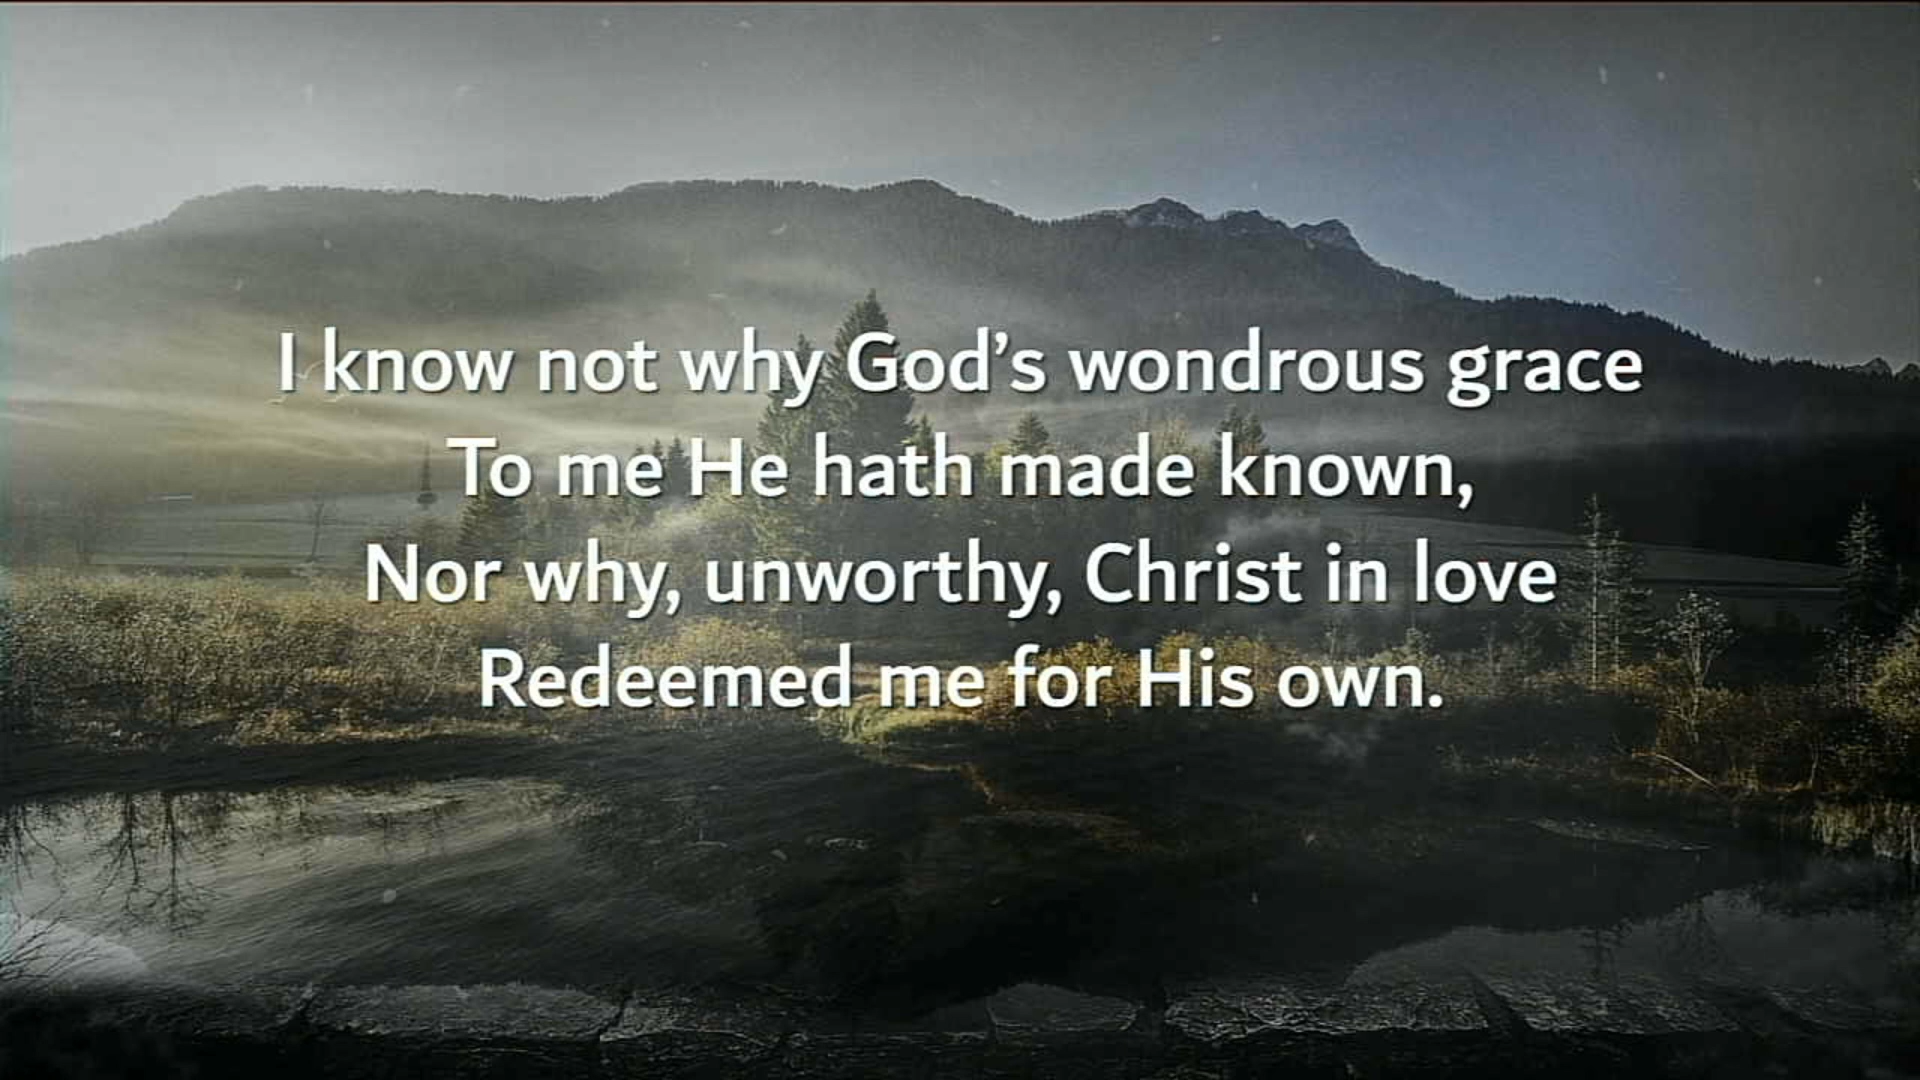 I know not why God's wondrous grace
To me He hath made known,
Nor why, unworthy, Christ in love
Redeemed me for His own.